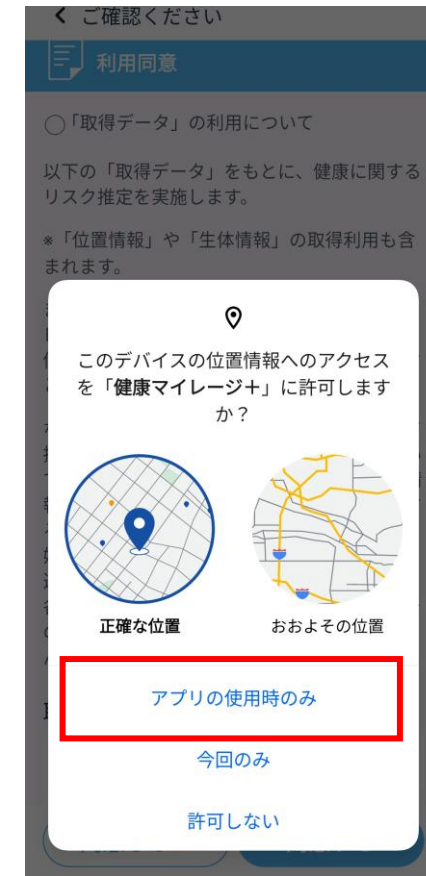 ご確認ください
利用同意
○「取得データ」の利用について
以下の「取得データ」をもとに、健康に関する
リスク推定を実施します。
※「位置情報」や「生体情報」の取得利用も含
まれます。
このデバイスの位置情報へのアクセス
を「健康マイレージ+」に許可します
か？
正確な位置
おおよその位置
アプリの使用時のみ
今回のみ
許可しない